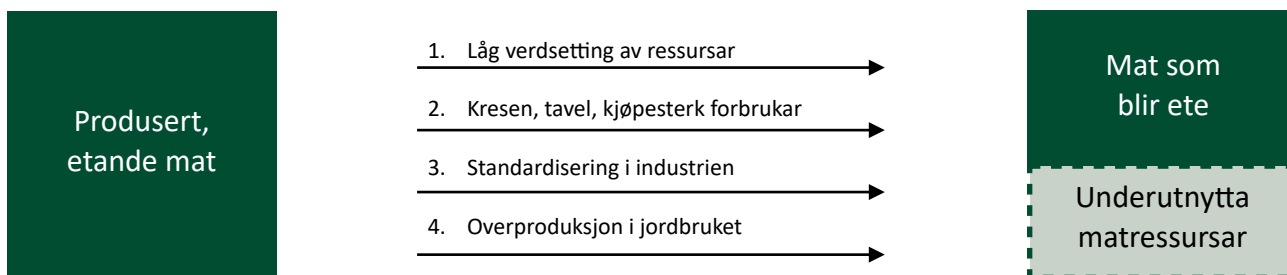 Produsert,
etande mat
1. Låg verdsetting av ressursar
2. Kresen, tavel, kjøpesterk forbrukar
3. Standardisering i industrien
4. Overproduksjon i jordbruket
Mat som
blir ete
Underutnytta
matressursar